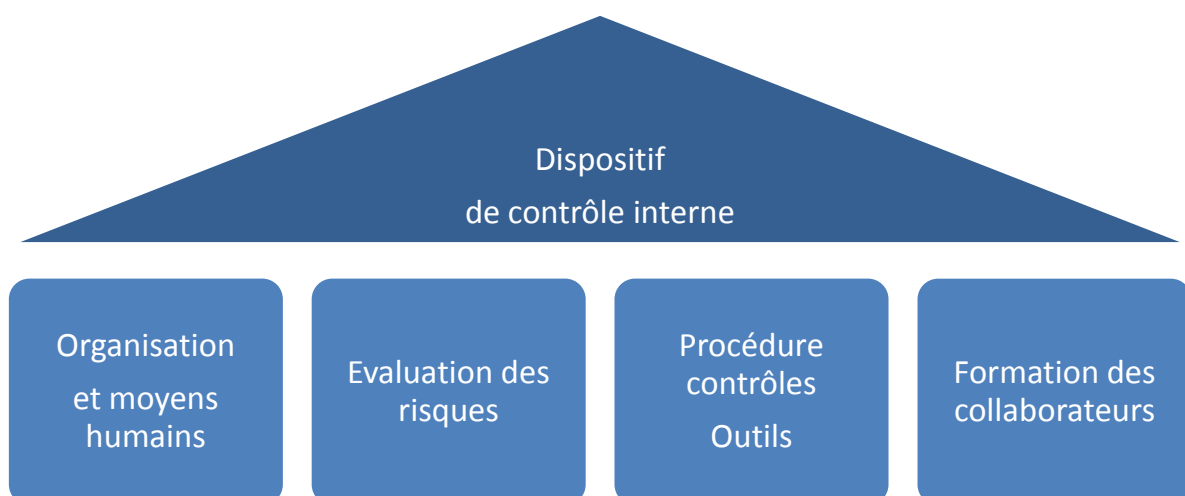 Dispositif
de contrôle interne
Organisation
et moyens
humains
Evaluation des
risques
Procédure
contrôles
Outils
Formation des
collaborateurs